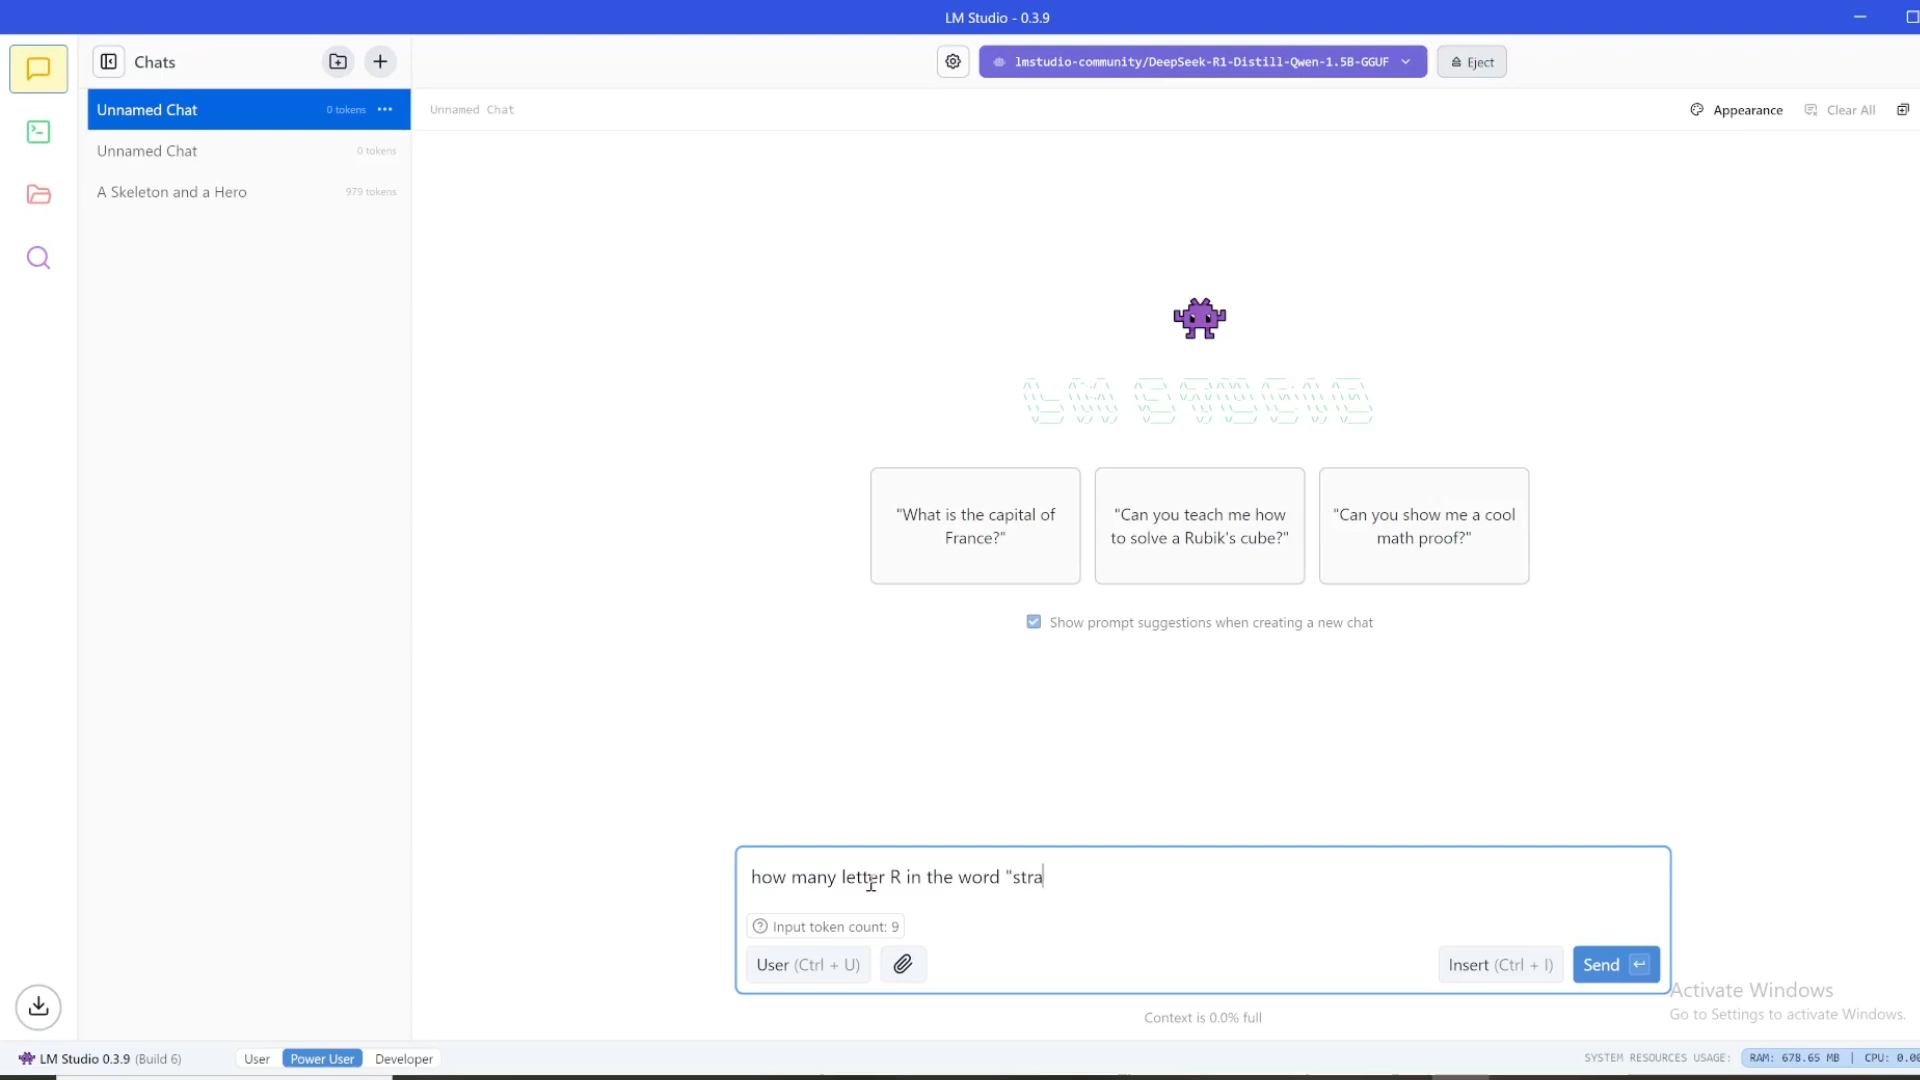 LM Studio - 0.3.9
Chats
lmstudio-community/DeepSeek-R1-Distill-Qwen-1.5B-GGUF
Eject
Unnamed Chat
0 tokens
Unnamed Chat
Appearance
Clear All
Unnamed Chat
0 tokens
A Skeleton and a Hero
979 tokens
LM STUDIO
"What is the capital of
France?"
"Can you teach me how
to solve a Rubik's cube?"
"Can you show me a cool
math proof?"
Show prompt suggestions when creating a new chat
how many letter R in the word "stra
Input token count: 9
User (Ctrl + U)
Insert (Ctrl + I)
Send
Activate Windows
Go to Settings to activate Windows.
Context is 0.0% full
LM Studio 0.3.9 (Build 6)
User
Power User
Developer
SYSTEM RESOURCES USAGE:
RAM: 678.65 MB | CPU: 0.00